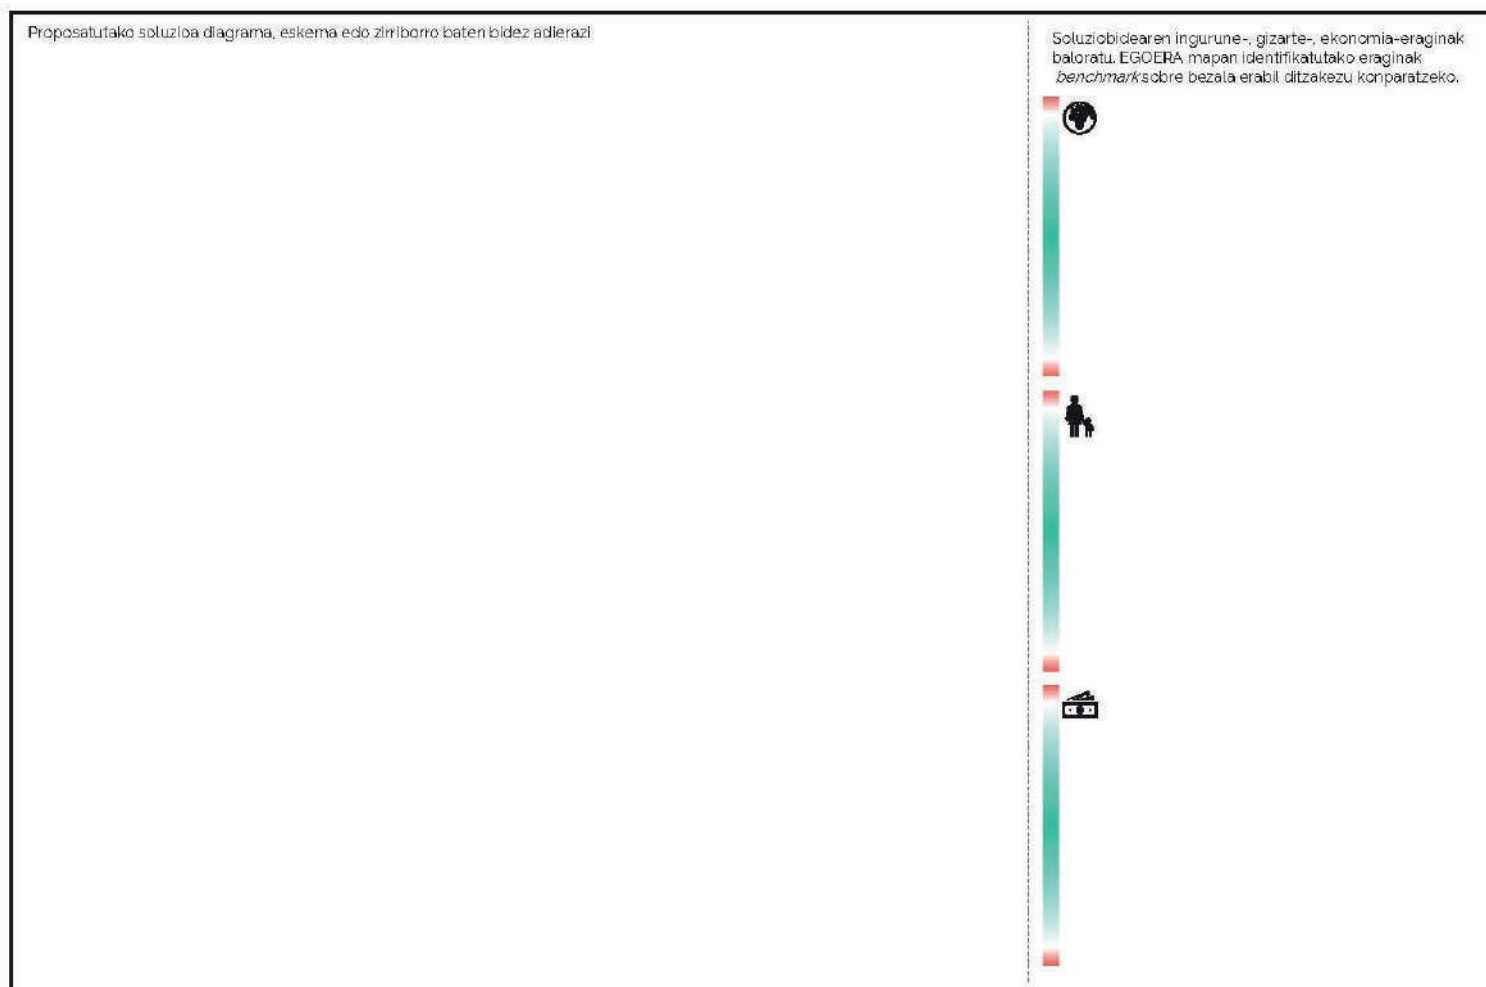 Proposatutako soluzioa diagrama, eskema edo zirriborro baten bidez adierazi
Soluziobidearen ingurune-, gizarte-, ekonomia-eraginak
baloratu. EGOERA mapan identifikatutako eraginak
benchmark sobre bezala erabil ditzakezu konparatzeko.